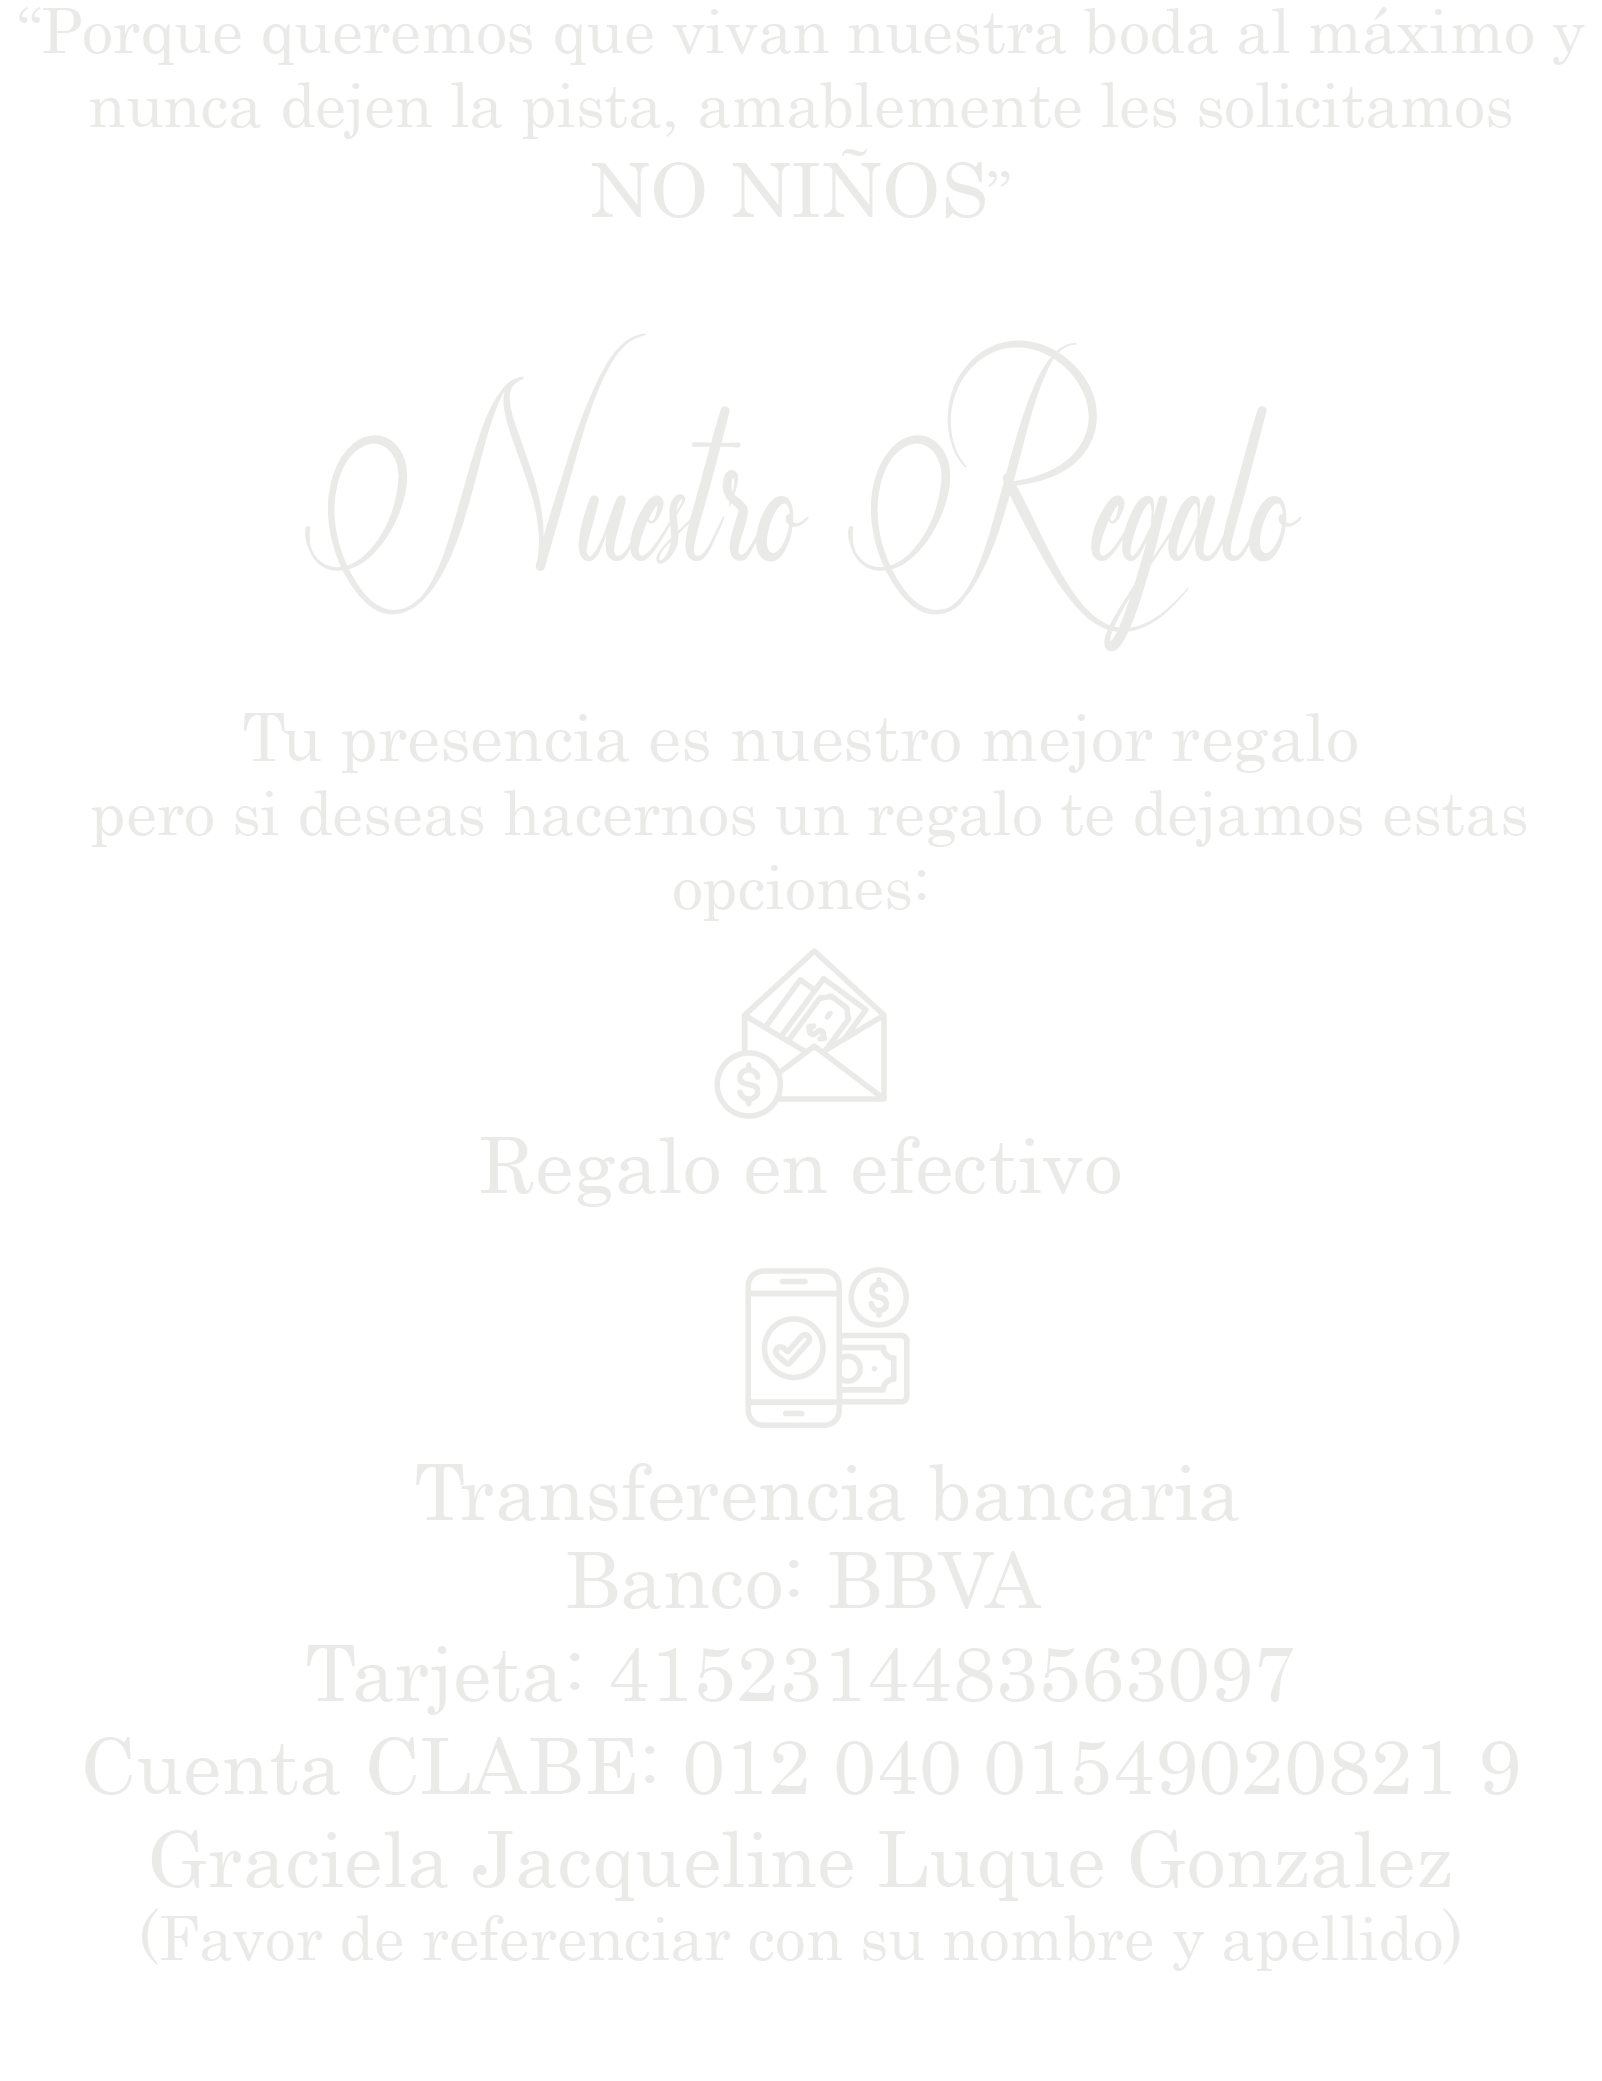 “Porque queremos que vivan nuestra boda al máximo y
nunca dejen la pista, amablemente les solicitamos
NO NIÑOS”
Nuestro Regalo
Tu presencia es nuestro mejor regalo
pero si deseas hacernos un regalo te dejamos estas
opciones:
$
$
Regalo en efectivo
$
Transferencia bancaria
Banco: BBVA
Tarjeta: 4152314483563097
Cuenta CLABE: 012 040 01549020821 9
Graciela Jacqueline Luque Gonzalez
(Favor de referenciar con su nombre y apellido)